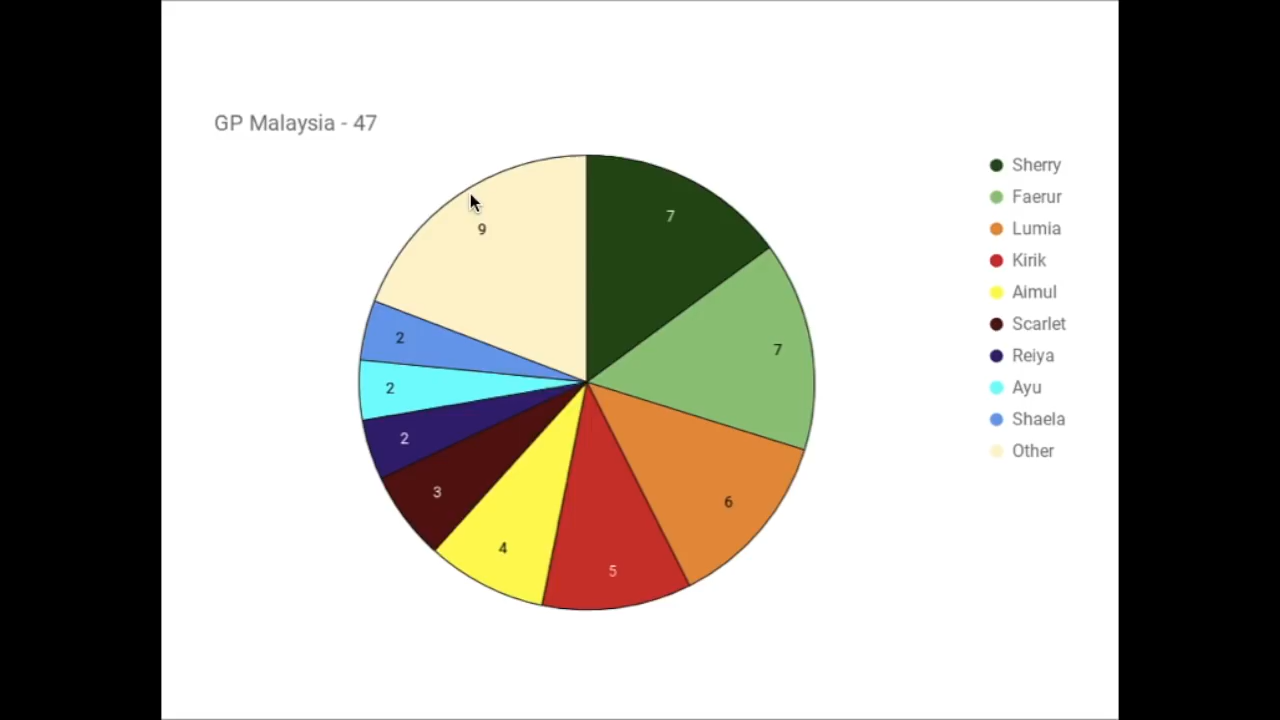 GP Malaysia - 47
Sherry
Faerur
Lumia
Kirik
Aimul
Scarlet
Reiya
Ayu
Shaela
Other
7
7
6
5
4
3
2
2
2
9